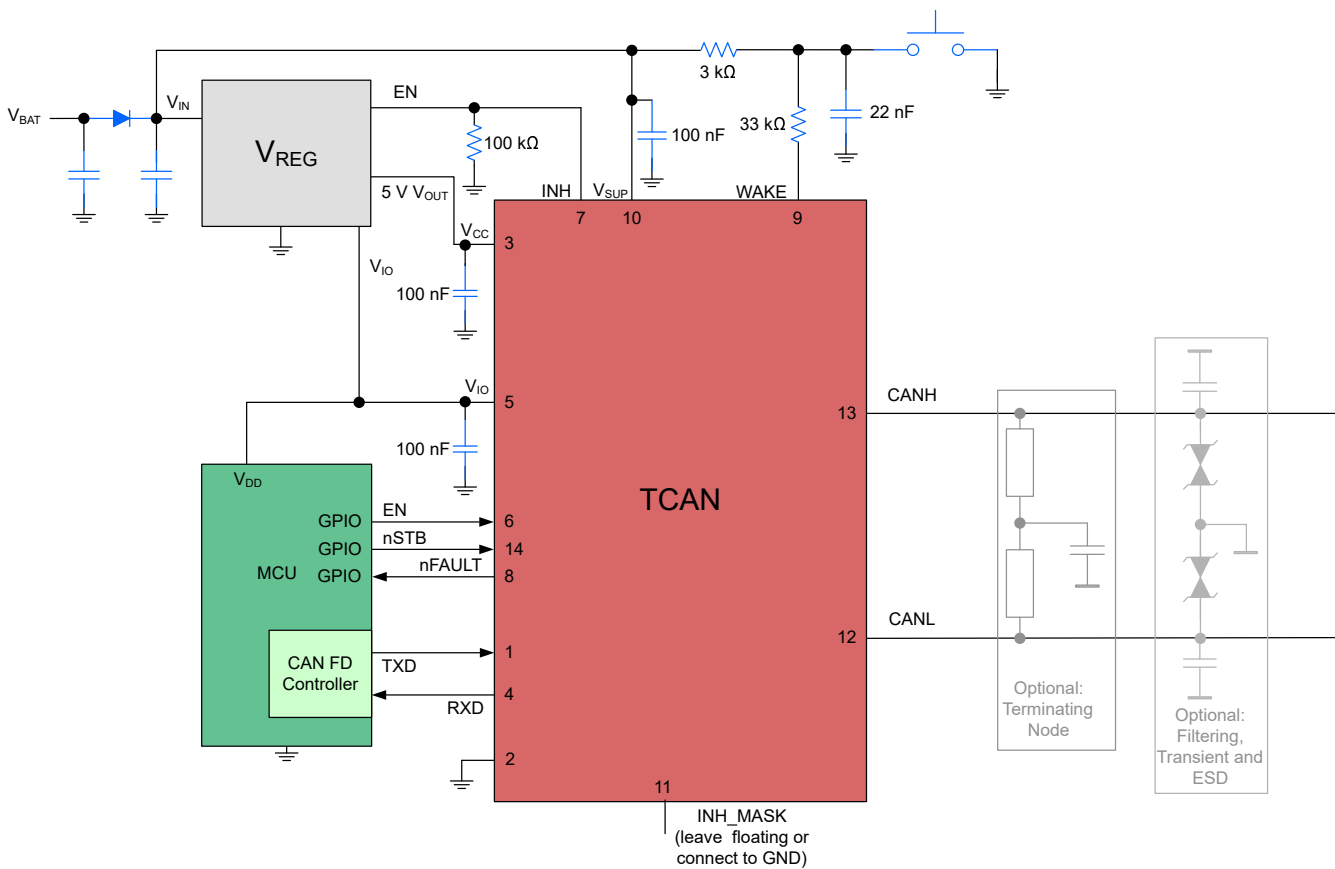 3 kΩ
V_BAT
V_IN
EN
V_REG
100 kΩ
100 nF
33 kΩ
22 nF
5 V V_OUT
INH
V_SUP
WAKE
7
10
9
V_CC
3
V_IO
100 nF
V_IO
5
CANH
13
100 nF
TCAN
V_DD
GPIO
EN
6
GPIO
nSTB
14
MCU
GPIO
nFAULT
8
CANL
12
CAN FD
Controller
TXD
1
RXD
4
2
Optional:
Terminating
Node
Optional:
Filtering,
Transient and
ESD
11
INH_MASK
(leave floating or
connect to GND)